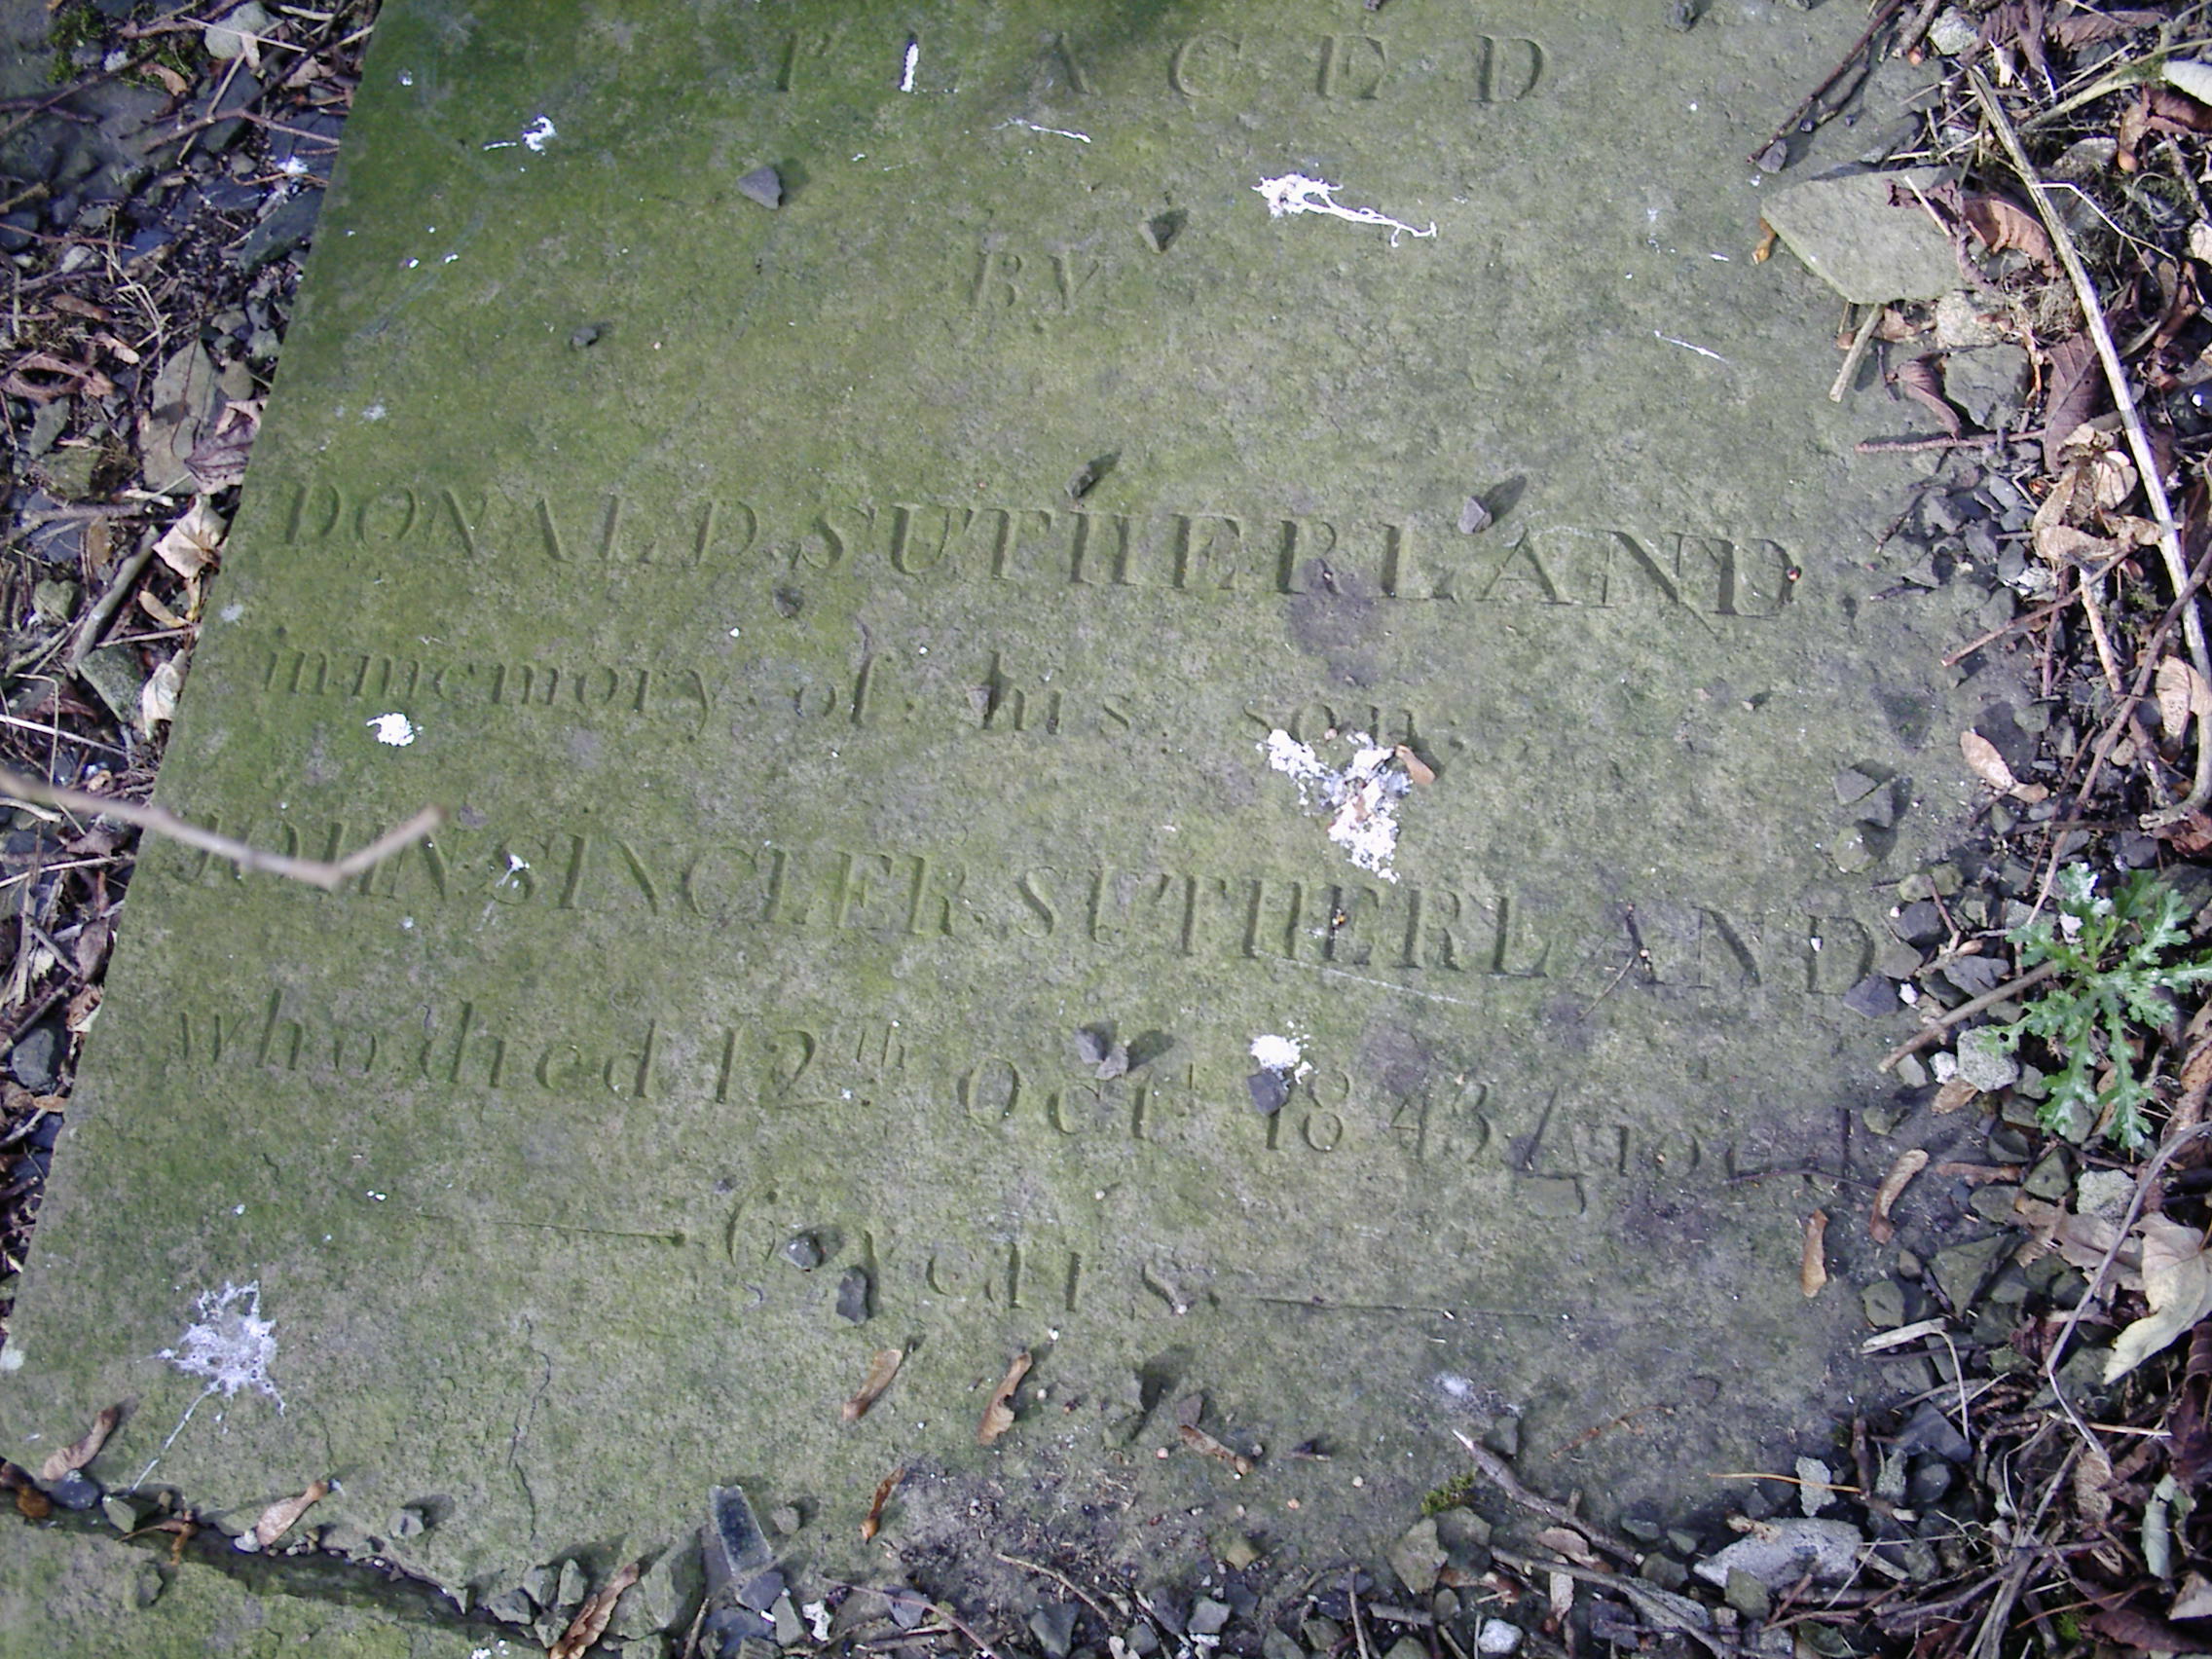 PLACED
BY
DONALD SUTHERLAND
in memory of his son;
JOHN SINCLER SUTHERLAND
who died 12th Octr 1843 Aged
6 years.